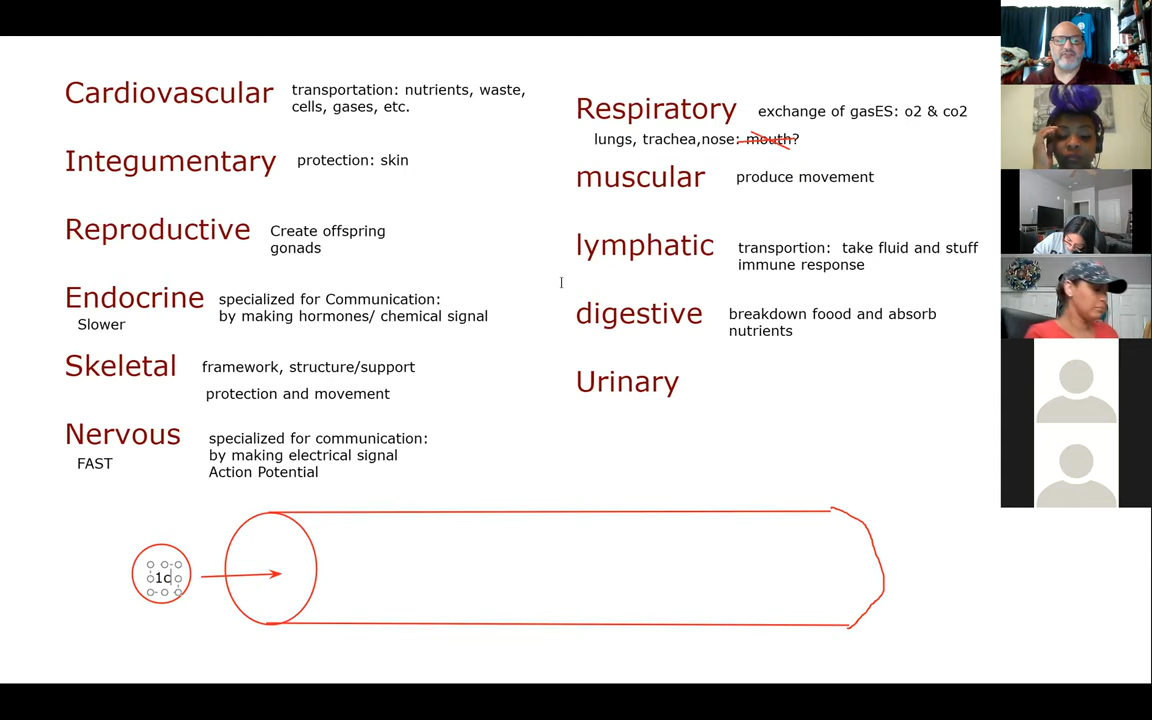 Cardiovascular transportation: nutrients, waste,
cells, gases, etc.
Integumentary protection: skin
Reproductive Create offspring
gonads
Endocrine specialized for Communication:
by making hormones/ chemical signal
Slower
Skeletal framework, structure/support
protection and movement
Nervous specialized for communication:
FAST by making electrical signal
Action Potential
Respiratory exchange of gasES: o2 & co2
lungs, trachea,nose: mouth?
muscular produce movement
lymphatic transportion: take fluid and stuff
immune response
digestive breakdown foood and absorb
nutrients
Urinary
1c